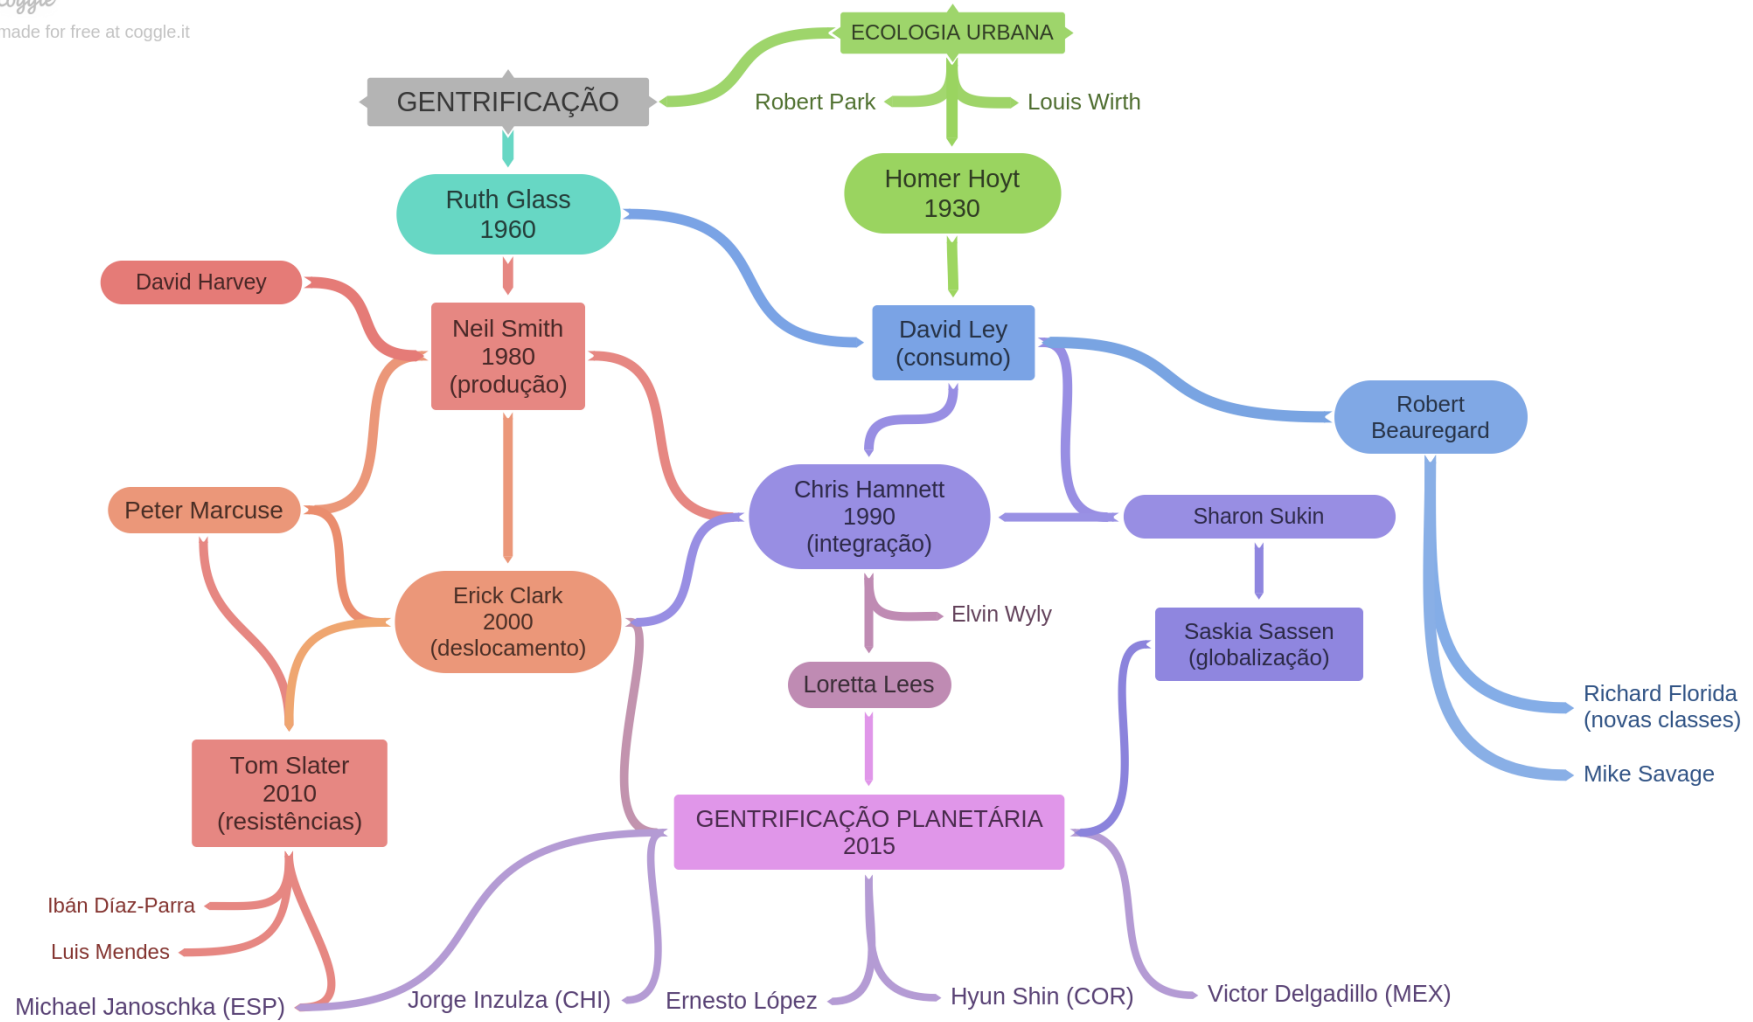 coggle
made for free at coggle.it
ECOLOGIA URBANA
GENTRIFICAÇÃO
Robert Park
Louis Wirth
Ruth Glass
1960
Homer Hoyt
1930
David Harvey
Neil Smith
1980
(produção)
David Ley
(consumo)
Robert
Beauregard
Peter Marcuse
Chris Hamnett
1990
(integração)
Sharon Sukin
Erick Clark
2000
(deslocamento)
Elvin Wyly
Saskia Sassen
(globalização)
Loretta Lees
Richard Florida
(novas classes)
Mike Savage
Tom Slater
2010
(resistências)
GENTRIFICAÇÃO PLANETÁRIA
2015
Ibán Díaz-Parra
Luis Mendes
Michael Janoschka (ESP)
Jorge Inzulza (CHI)
Ernesto López
Hyun Shin (COR)
Victor Delgadillo (MEX)